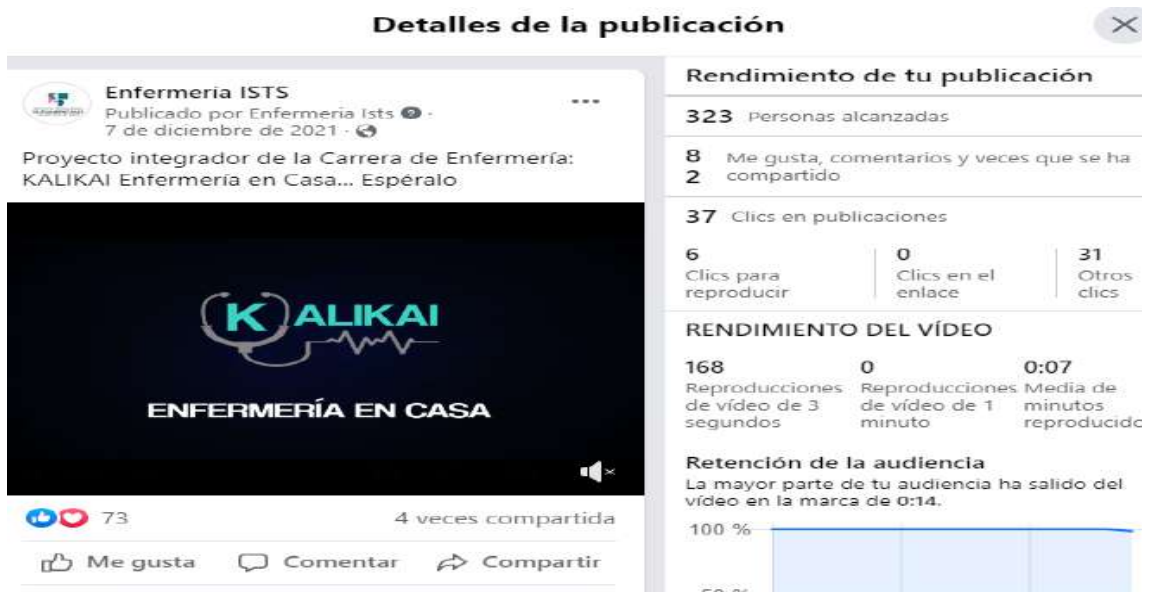 Detalles de la publicación
Enfermería ISTS
Publicado por Enfermeria Ists
7 de diciembre de 2021
Proyecto integrador de la Carrera de Enfermería:
KALIKAI Enfermería en Casa... Espéralo
KALIKAI
ENFERMERÍA EN CASA
73
4 veces compartida
Me gusta Comentar Compartir
Rendimiento de tu publicación
323 Personas alcanzadas
8 Me gusta, comentarios y veces que se ha
2 compartido
37 Clics en publicaciones
6 0 31
Clics para Clics en el Otros
reproducir enlace clics
RENDIMIENTO DEL VÍDEO
168 0 0:07
Reproducciones Reproducciones Media de
de vídeo de 3 de vídeo de 1 minutos
segundos minuto reproducido
Retención de la audiencia
La mayor parte de tu audiencia ha salido del
vídeo en la marca de 0:14.
100 %